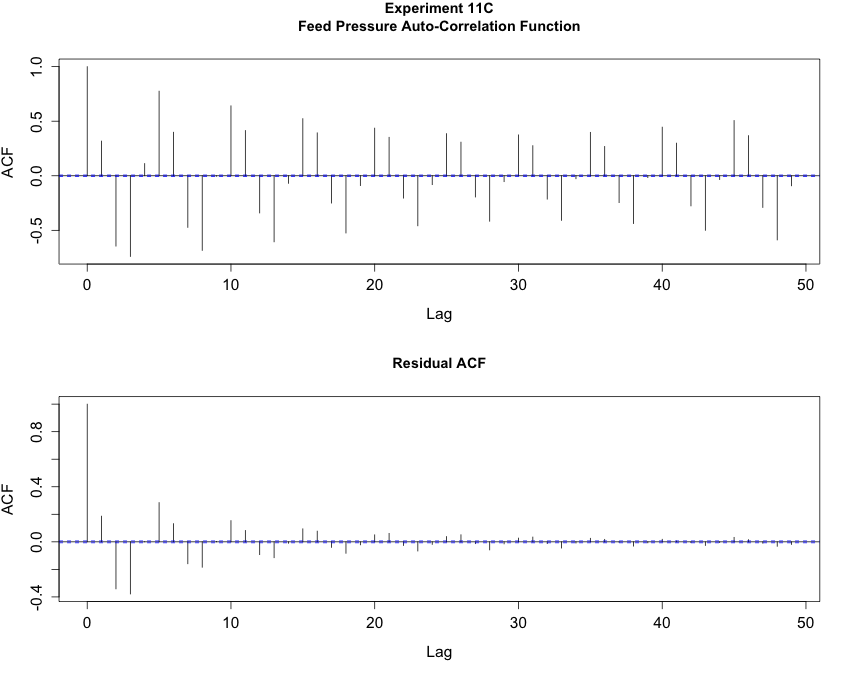 Experiment 11C
Feed Pressure Auto-Correlation Function
1.0
0.5
0.0
-0.5
ACF
0 10 20 30 40 50
Lag
Residual ACF
0.8
0.4
0.0
-0.4
ACF
0 10 20 30 40 50
Lag